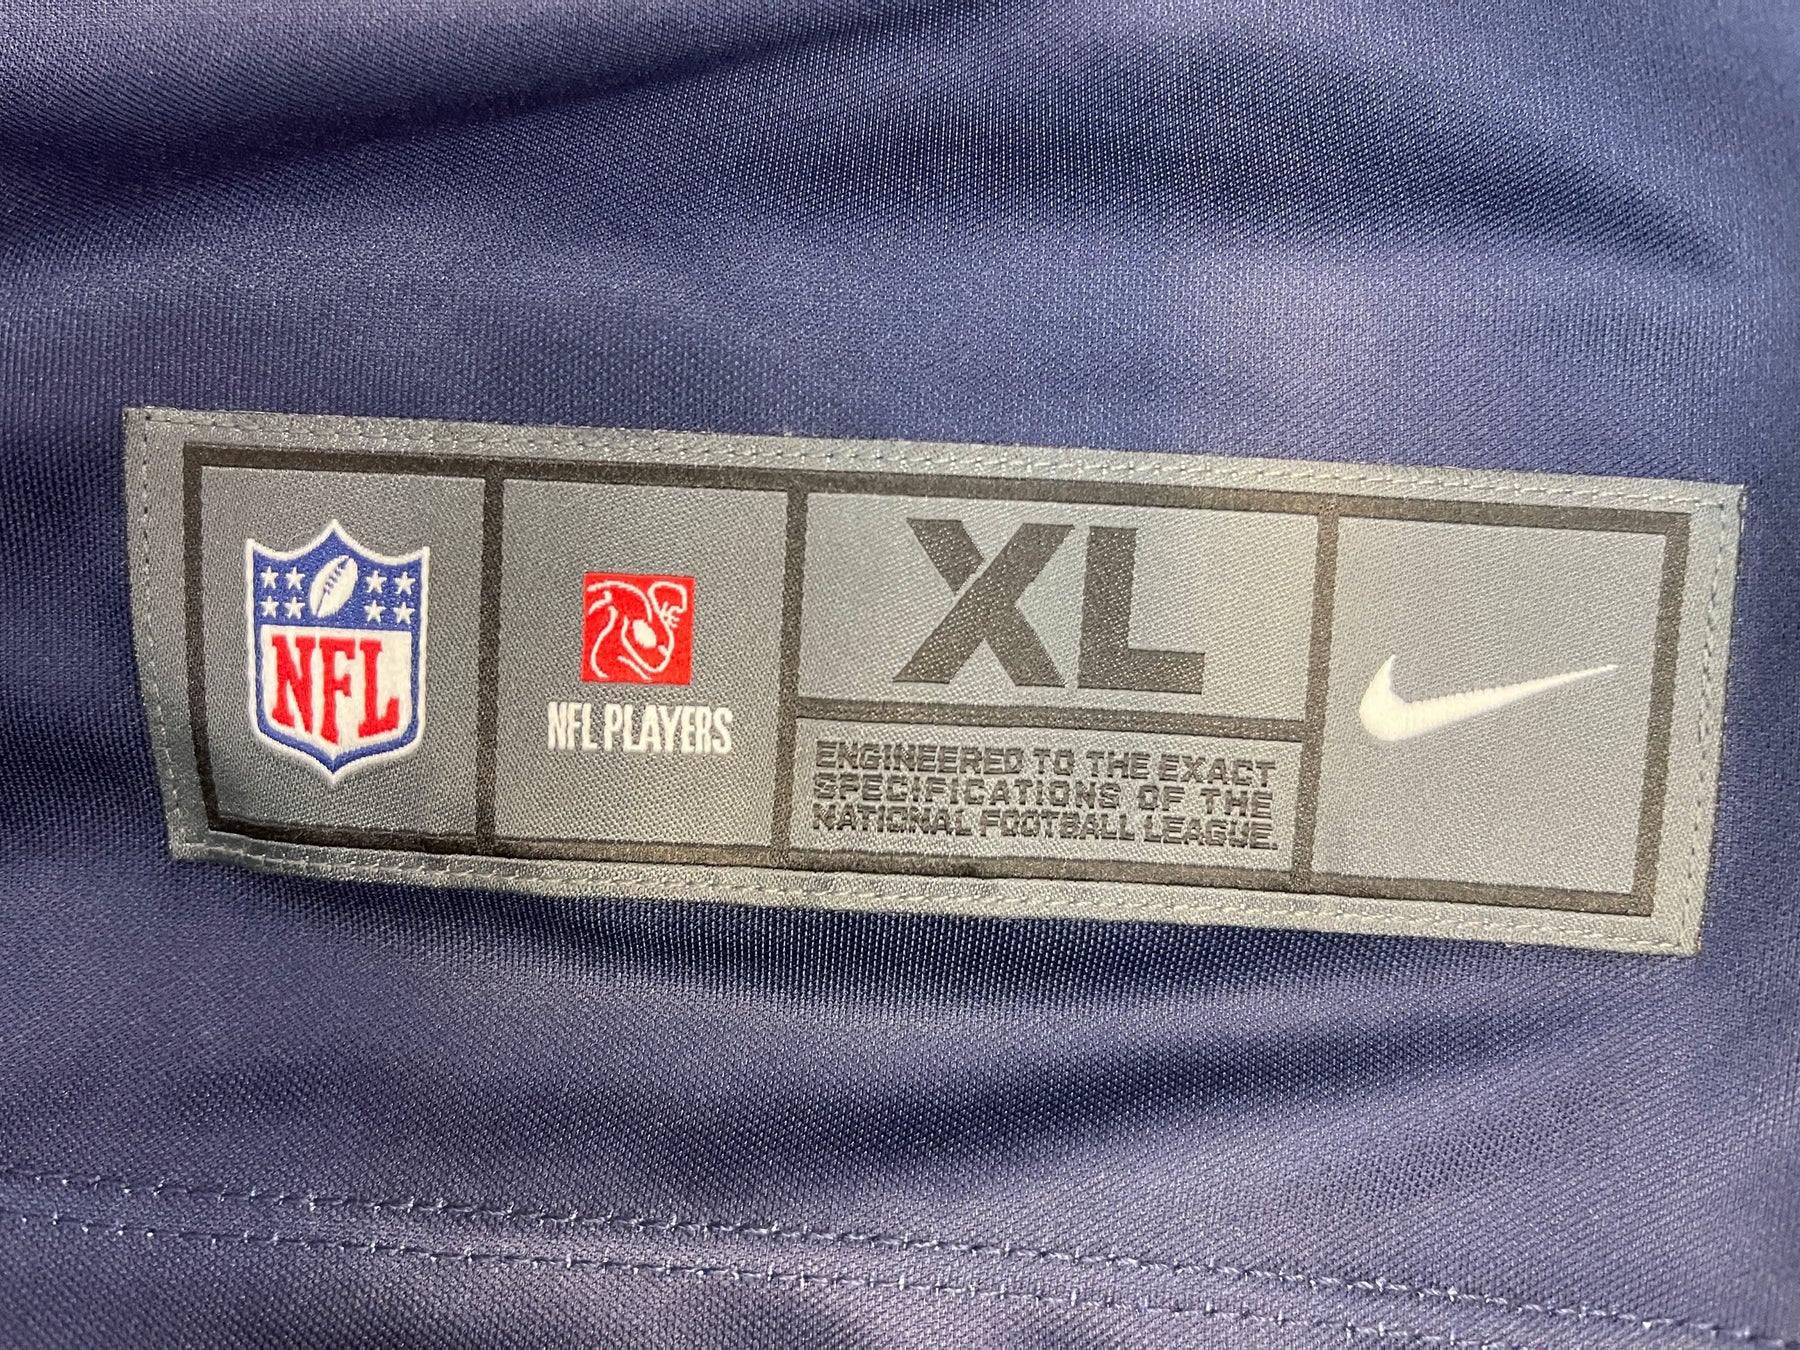 NFL
NFL PLAYERS
XL
ENGINEERED TO THE EXACT
SPECIFICATIONS OF THE
NATIONAL FOOTBALL LEAGUE.